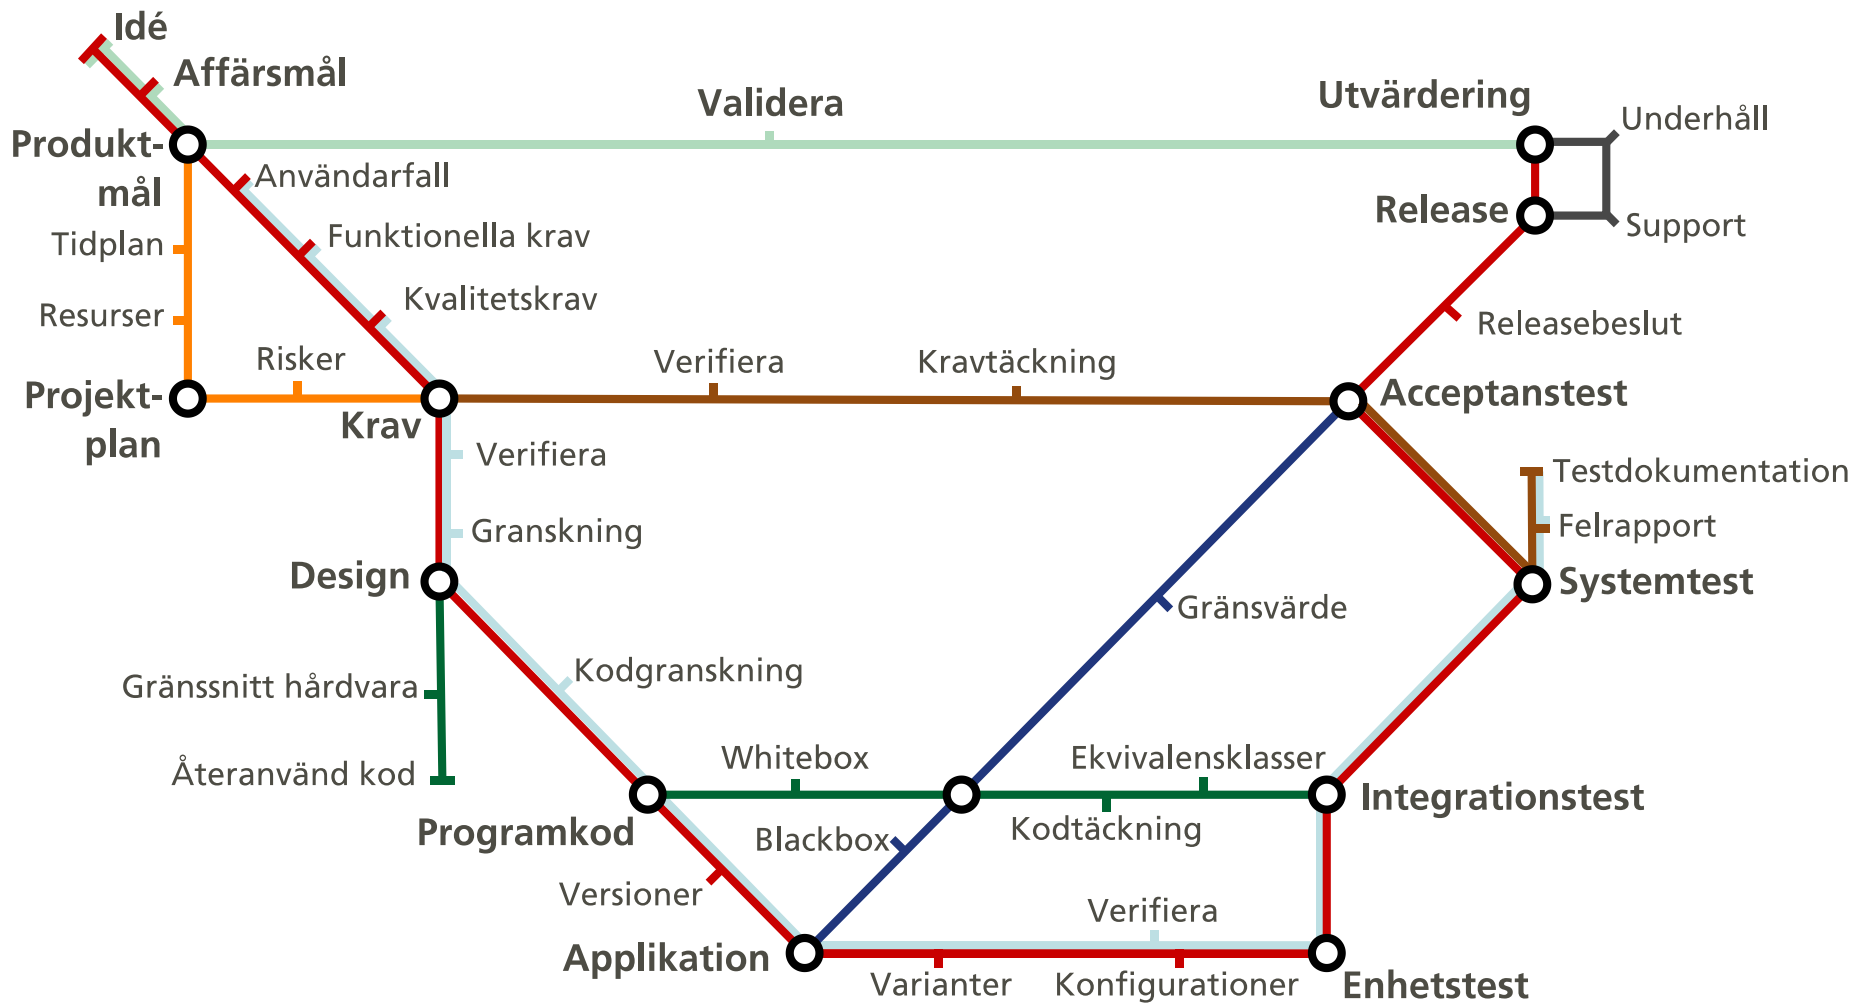 Idé
Affärsmål
Validera
Utvärdering
Underhåll
Produkt-
mål
Användarfall
Release
Support
Tidplan
Funktionella krav
Resurser
Kvalitetskrav
Releasebeslut
Risker
Verifiera
Kravtäckning
Projekt-
plan
Krav
Acceptanstest
Verifiera
Testdokumentation
Granskning
Felrapport
Design
Systemtest
Gränsvärde
Gränssnitt hårdvara
Kodgranskning
Återanvänd kod
Whitebox
Ekvivalensklasser
Integrationstest
Programkod
Blackbox
Kodtäckning
Versioner
Verifiera
Applikation
Varianter
Konfigurationer
Enhetstest